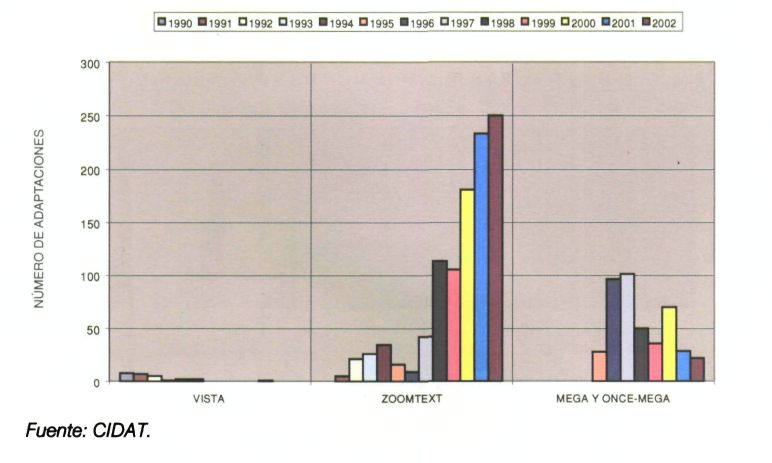 1990 1991 1992 1993 1994 1995 1996 1997 1998 1999 2000 2001 2002
300
250
200
150
100
50
0
NÚMERO DE ADAPTACIONES
VISTA ZOOMTEXT MEGA Y ONCE-MEGA
Fuente: CIDAT.